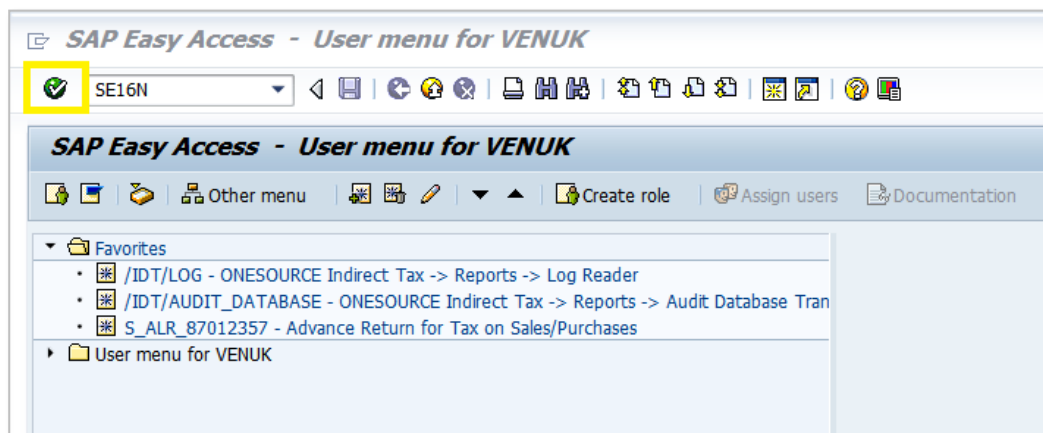 SAP Easy Access - User menu for VENUK
SE16N
SAP Easy Access - User menu for VENUK
Other menu Create role Assign users Documentation
Favorites
/IDT/LOG - ONESOURCE Indirect Tax -> Reports -> Log Reader
/IDT/AUDIT_DATABASE - ONESOURCE Indirect Tax -> Reports -> Audit Database Tran
S_ALR_87012357 - Advance Return for Tax on Sales/Purchases
User menu for VENUK